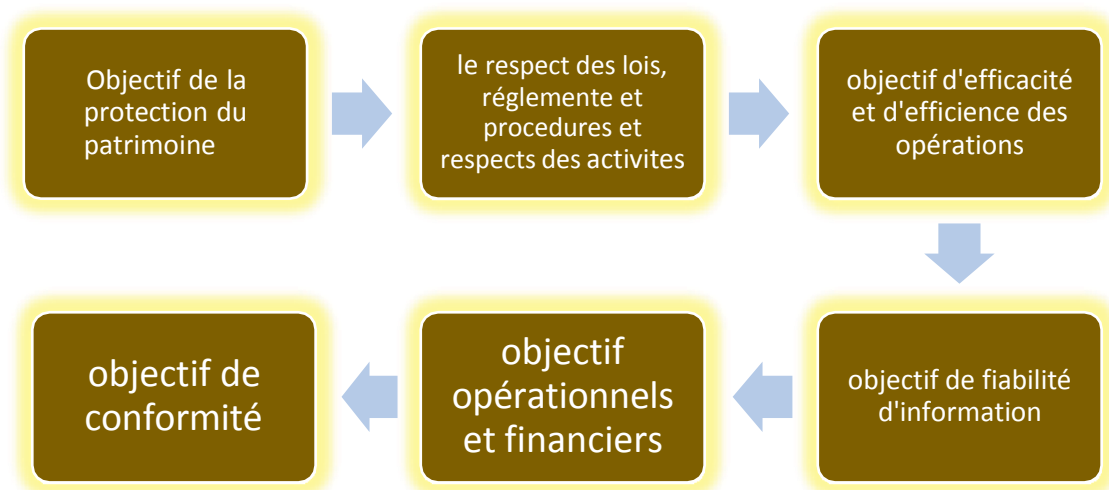 Objectif de la
protection du
patrimoine
le respect des lois,
réglemente et
procedures et
respects des activites
objectif d'efficacité
et d'efficience des
opérations
objectif de fiabilité
d'information
objectif
opérationnels
et financiers
objectif de
conformité